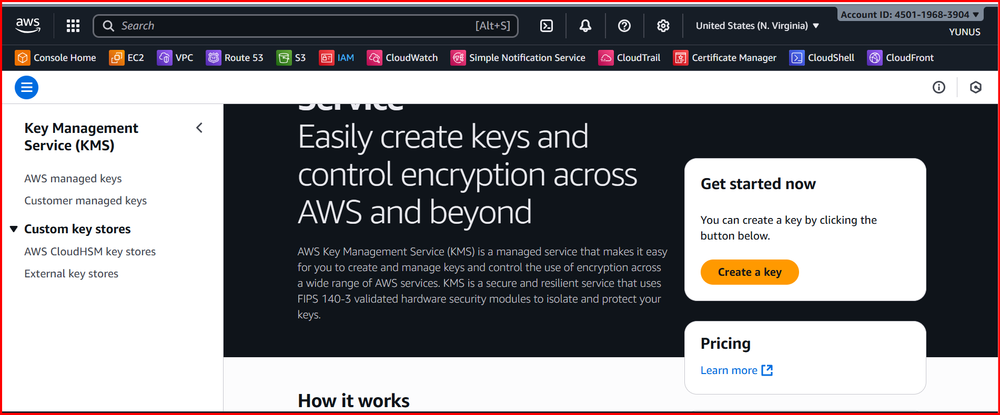 aws
Search [Alt+S]
United States (N. Virginia)
Account ID: 4501-1968-3904
YUNUS
Console Home EC2 VPC Route 53 S3 IAM CloudWatch Simple Notification Service CloudTrail Certificate Manager CloudShell CloudFront
Key Management
Service (KMS)
AWS managed keys
Customer managed keys
Custom key stores
AWS CloudHSM key stores
External key stores
Service
Easily create keys and
control encryption across
AWS and beyond
AWS Key Management Service (KMS) is a managed service that makes it easy
for you to create and manage keys and control the use of encryption across
a wide range of AWS services. KMS is a secure and resilient service that uses
FIPS 140-3 validated hardware security modules to isolate and protect your
keys.
Get started now
You can create a key by clicking the
button below.
Create a key
Pricing
Learn more
How it works